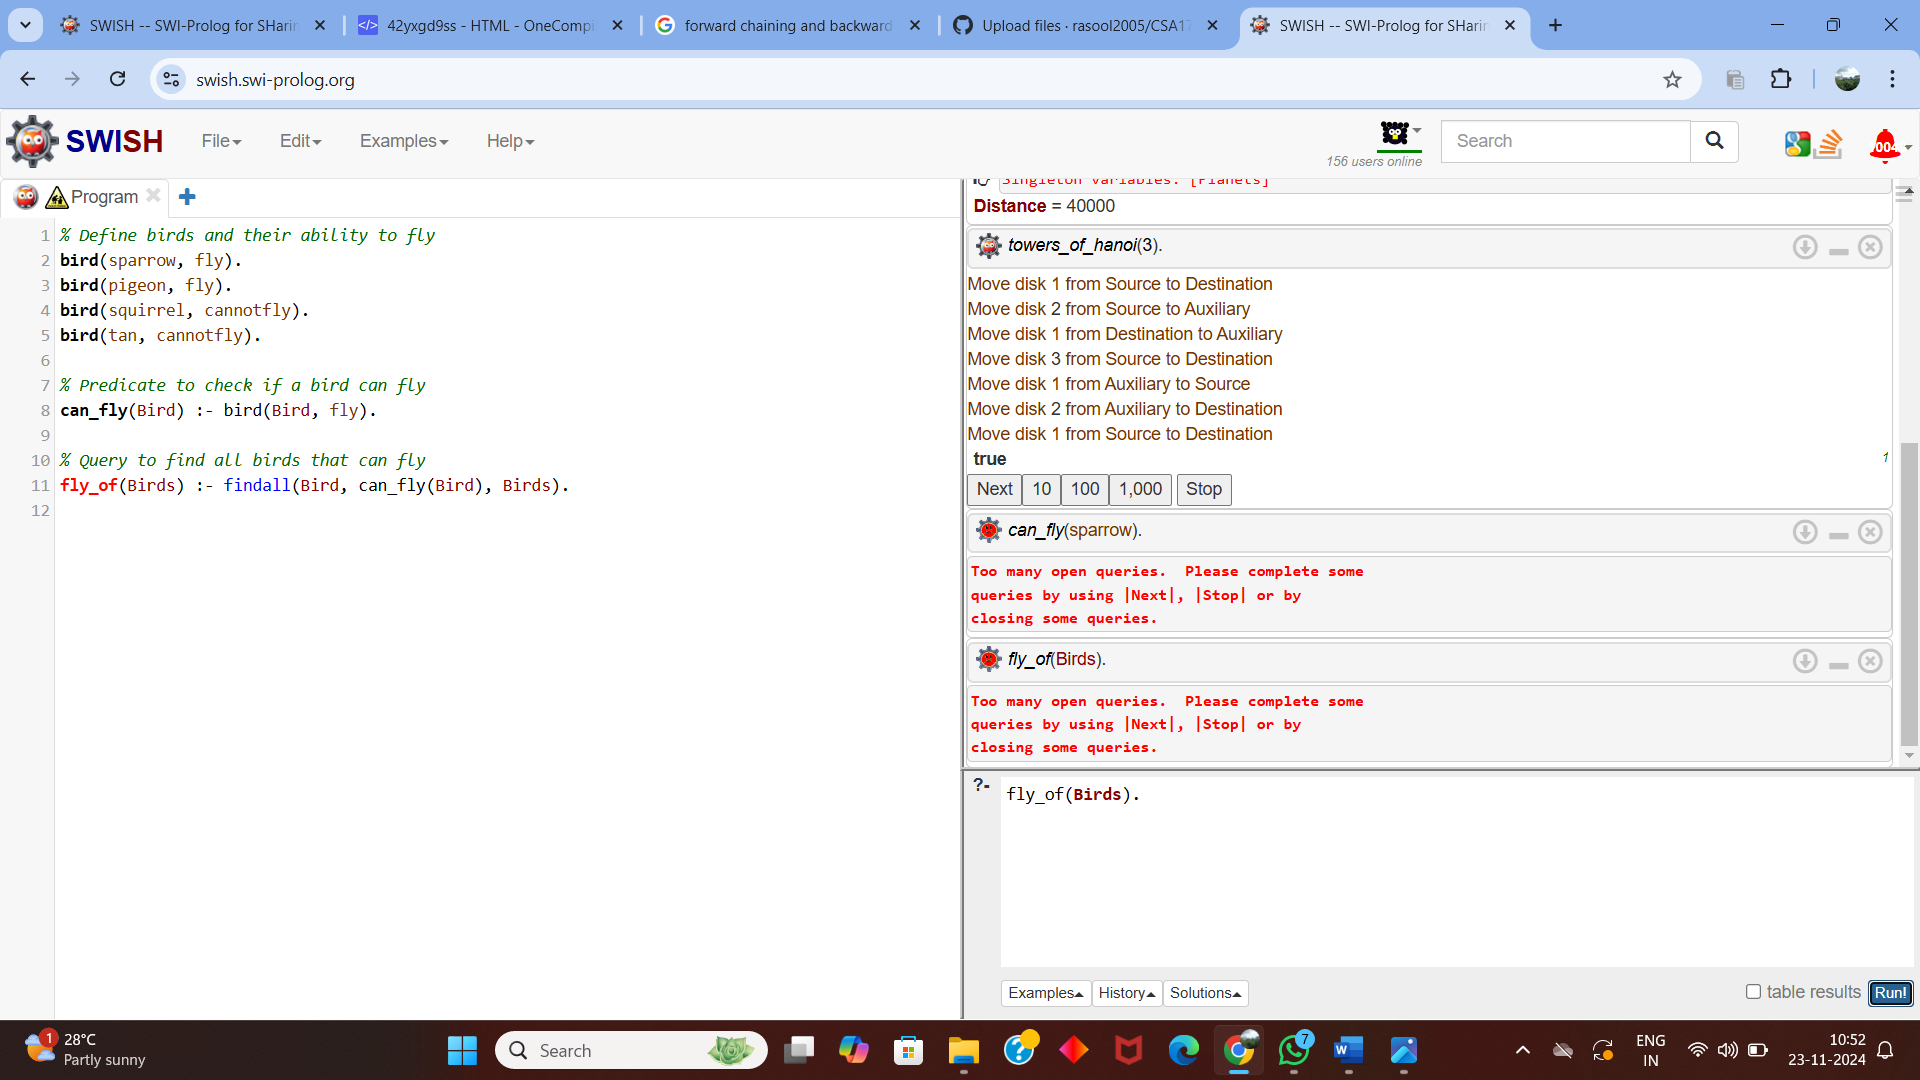 SWISH -- SWI-Prolog for SHarin
42yxgd9ss - HTML - OneCompi
forward chaining and backward
Upload files · rasool2005/CSA17
SWISH -- SWI-Prolog for SHarin
swish.swi-prolog.org
SWISH
File
Edit
Examples
Help
156 users online
Search
Program
1 % Define birds and their ability to fly
2 bird(sparrow, fly).
3 bird(pigeon, fly).
4 bird(squirrel, cannotfly).
5 bird(tan, cannotfly).
6
7 % Predicate to check if a bird can fly
8 can_fly(Bird) :- bird(Bird, fly).
9
10 % Query to find all birds that can fly
11 fly_of(Birds) :- findall(Bird, can_fly(Bird), Birds).
12
Singleton variables: [Planets]
Distance = 40000
towers_of_hanoi(3).
Move disk 1 from Source to Destination
Move disk 2 from Source to Auxiliary
Move disk 1 from Destination to Auxiliary
Move disk 3 from Source to Destination
Move disk 1 from Auxiliary to Source
Move disk 2 from Auxiliary to Destination
Move disk 1 from Source to Destination
true
1
Next 10 100 1,000 Stop
can_fly(sparrow).
Too many open queries. Please complete some
queries by using |Next|, |Stop| or by
closing some queries.
fly_of(Birds).
Too many open queries. Please complete some
queries by using |Next|, |Stop| or by
closing some queries.
?- fly_of(Birds).
Examples History Solutions
table results Run!
1
28°C
Partly sunny
Search
7
ENG
IN
10:52
23-11-2024